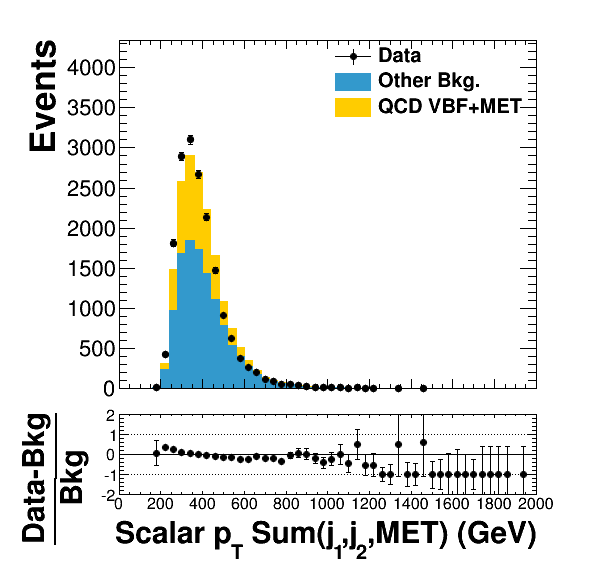 Events
4000
3500
3000
2500
2000
1500
1000
500
0
Data
Other Bkg.
QCD VBF+MET
Data-Bkg
Bkg
2
1
0
-1
-2
0 200 400 600 800 1000 1200 1400 1600 1800 2000
Scalar p_T Sum(j_1,j_2,MET) (GeV)